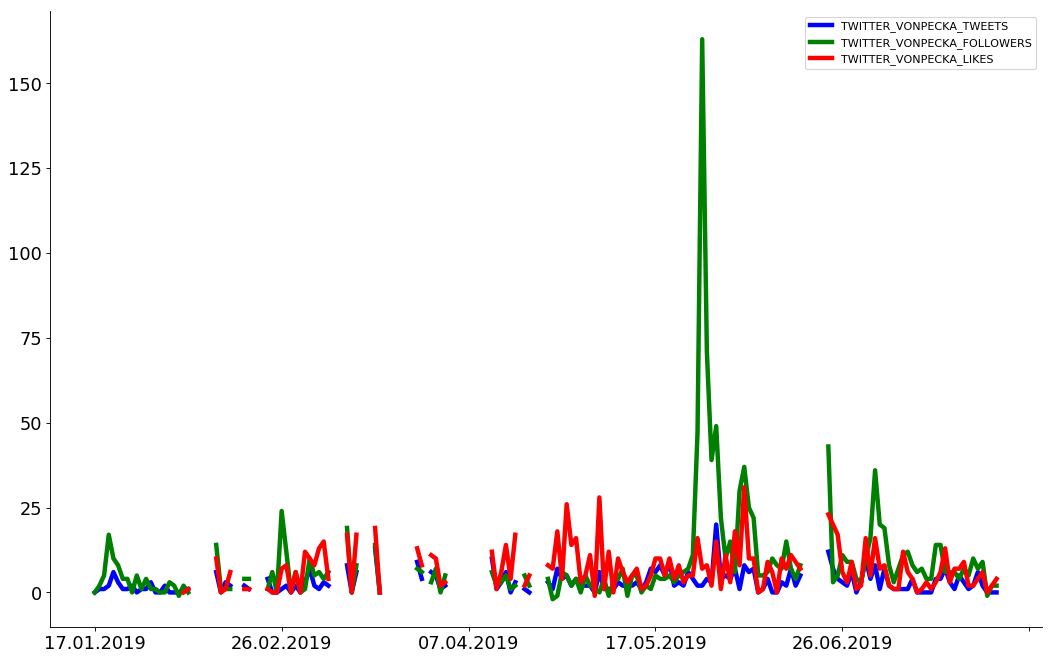 TWITTER_VONPECKA_TWEETS
TWITTER_VONPECKA_FOLLOWERS
TWITTER_VONPECKA_LIKES
150
125
100
75
50
25
0
17.01.2019 26.02.2019 07.04.2019 17.05.2019 26.06.2019